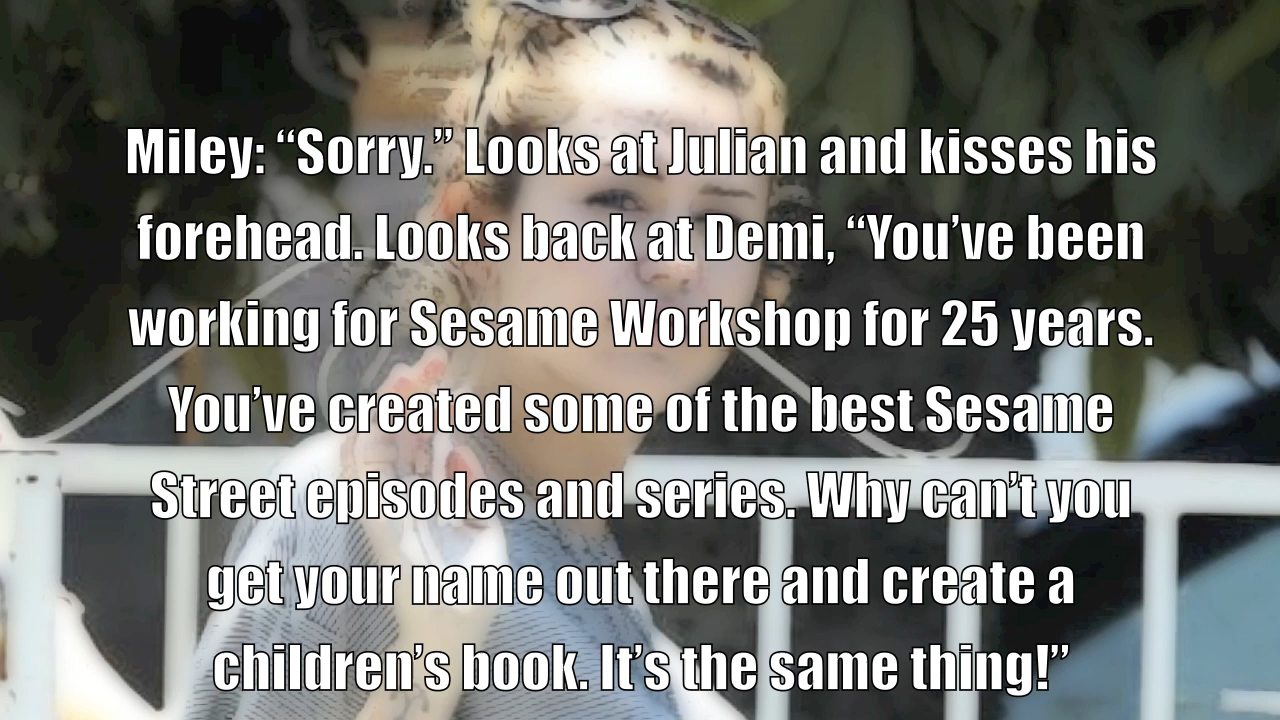 Miley: “Sorry.” Looks at Julian and kisses his
forehead. Looks back at Demi, “You’ve been
working for Sesame Workshop for 25 years.
You’ve created some of the best Sesame
Street episodes and series. Why can’t you
get your name out there and create a
children’s book. It’s the same thing!”